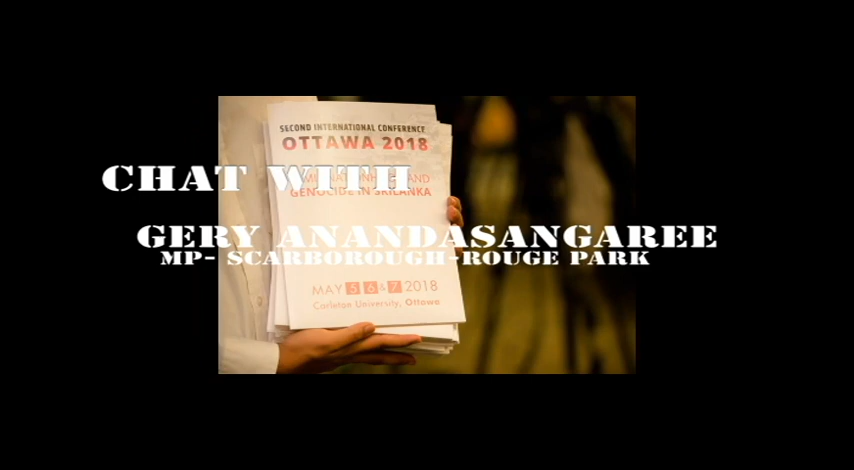 SECOND INTERNATIONAL CONFERENCE
OTTAWA 2018
CHAT WITH
AND
GENOCIDE IN SRILANKA
GERY ANANDASANGAREE
MP- SCARBOROUGH-ROUGE PARK
MAY 5 6 & 7 2018
Carleton University, Ottawa